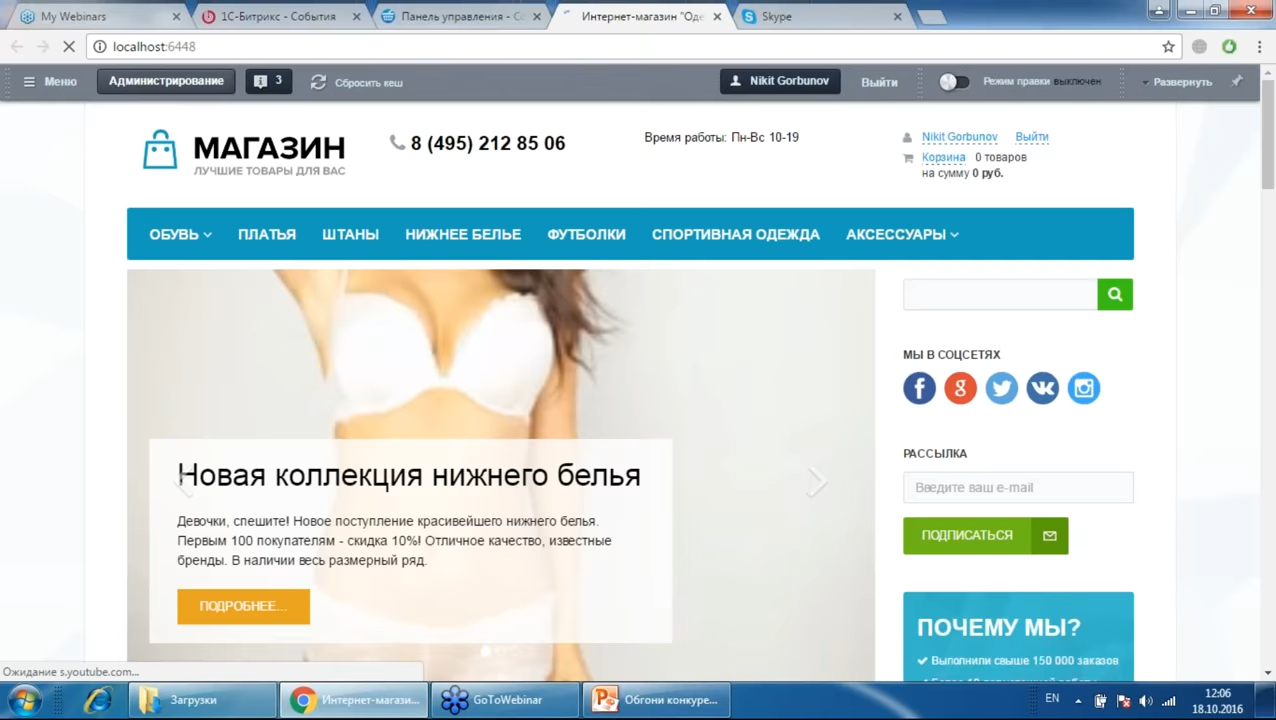 My Webinars
1С-Битрикс - События
Панель управления - Со
Интернет-магазин "Оде
Skype
localhost:6448
Меню
Администрирование
3
Сбросить кеш
Nikit Gorbunov
Выйти
Режим правки выключен
Развернуть
МАГАЗИН
ЛУЧШИЕ ТОВАРЫ ДЛЯ ВАС
8 (495) 212 85 06
Время работы: Пн-Вс 10-19
Nikit Gorbunov Выйти
Корзина 0 товаров
на сумму 0 руб.
ОБУВЬ ПЛАТЬЯ ШТАНЫ НИЖНЕЕ БЕЛЬЕ ФУТБОЛКИ СПОРТИВНАЯ ОДЕЖДА АКСЕССУАРЫ
Новая коллекция нижнего белья
Девочки, спешите! Новое поступление красивейшего нижнего белья.
Первым 100 покупателям - скидка 10%! Отличное качество, известные
бренды. В наличии весь размерный ряд.
ПОДРОБНЕЕ...
МЫ В СОЦСЕТЯХ
РАССЫЛКА
Введите ваш e-mail
ПОДПИСАТЬСЯ
ПОЧЕМУ МЫ?
Выполнили свыше 150 000 заказов
Ожидание s.youtube.com...
Загрузки
Интернет-магази...
GoToWebinar
Обгони конкуре...
EN
12:06
18.10.2016